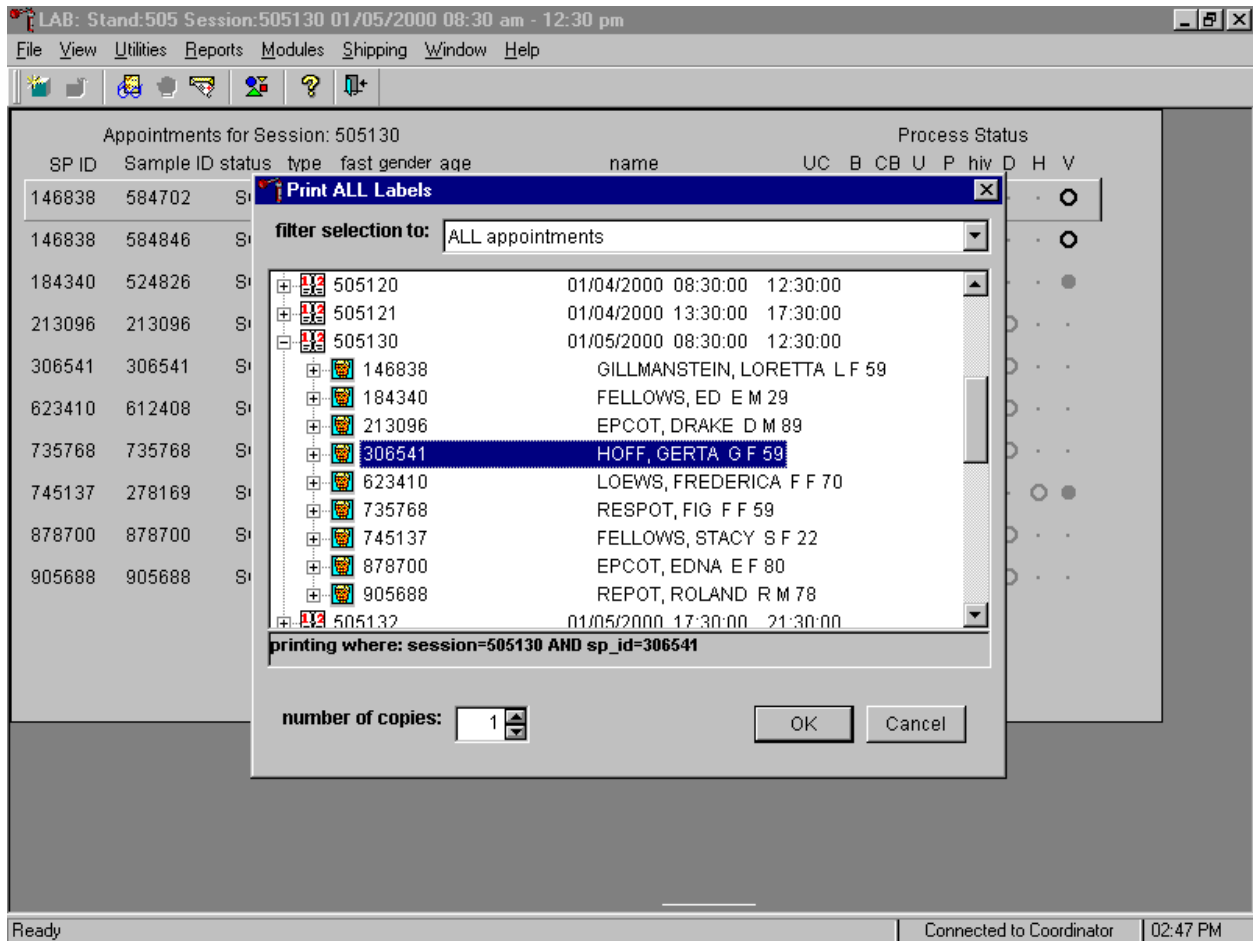 LAB: Stand:505 Session:505130 01/05/2000 08:30 am - 12:30 pm
File View Utilities Reports Modules Shipping Window Help
Appointments for Session: 505130 Process Status
SP ID Sample ID status type fast gender age name UC B CB U P hiv D H V
Print ALL Labels
146838 584702
filter selection to: ALL appointments
146838 584846
184340 524826
213096 213096
306541 306541
623410 612408
735768 735768
745137 278169
878700 878700
905688 905688
505120 01/04/2000 08:30:00 12:30:00
505121 01/04/2000 13:30:00 17:30:00
505130 01/05/2000 08:30:00 12:30:00
146838 GILLMANSTEIN, LORETTA L F 59
184340 FELLOWS, ED E M 29
213096 EPCOT, DRAKE D M 89
306541 HOFF, GERTA G F 59
623410 LOEWS, FREDERICA F F 70
735768 RESPOT, FIG F F 59
745137 FELLOWS, STACY S F 22
878700 EPCOT, EDNA E F 80
905688 REPOT, ROLAND R M 78
505132 01/05/2000 17:30:00 21:30:00
printing where: session=505130 AND sp_id=306541
number of copies: 1 OK Cancel
Ready Connected to Coordinator 02:47 PM